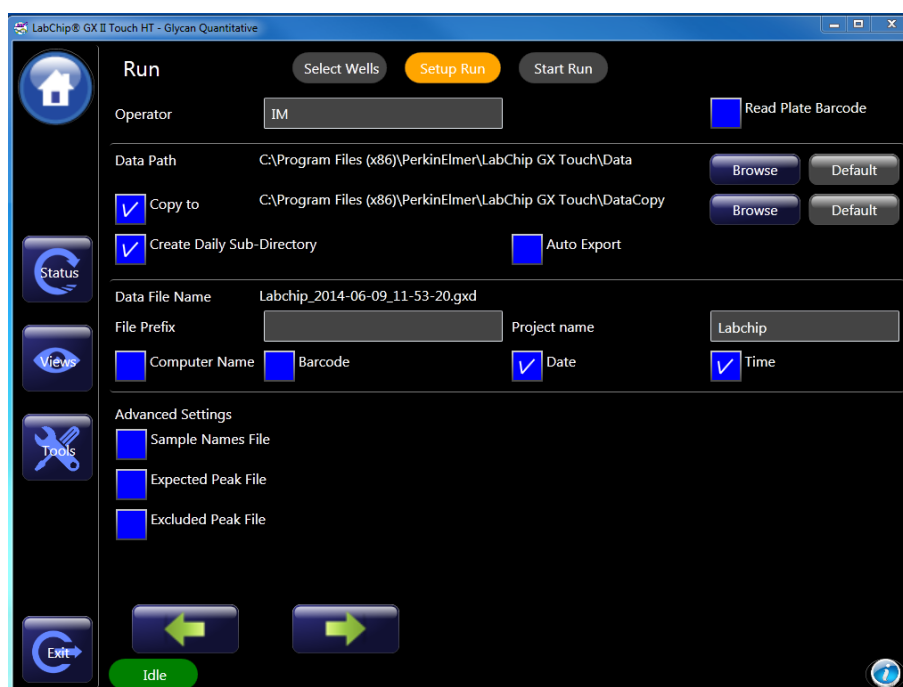 LabChip® GX II Touch HT - Glycan Quantitative
Run
Select Wells
Setup Run
Start Run
Operator
IM
Read Plate Barcode
Data Path
C:\Program Files (x86)\PerkinElmer\LabChip GX Touch\Data
Browse
Default
Copy to
C:\Program Files (x86)\PerkinElmer\LabChip GX Touch\DataCopy
Browse
Default
Create Daily Sub-Directory
Auto Export
Status
Data File Name
Labchip_2014-06-09_11-53-20.gxd
File Prefix
Project name
Labchip
Views
Computer Name
Barcode
Date
Time
Advanced Settings
Tools
Sample Names File
Expected Peak File
Excluded Peak File
Exit
Idle